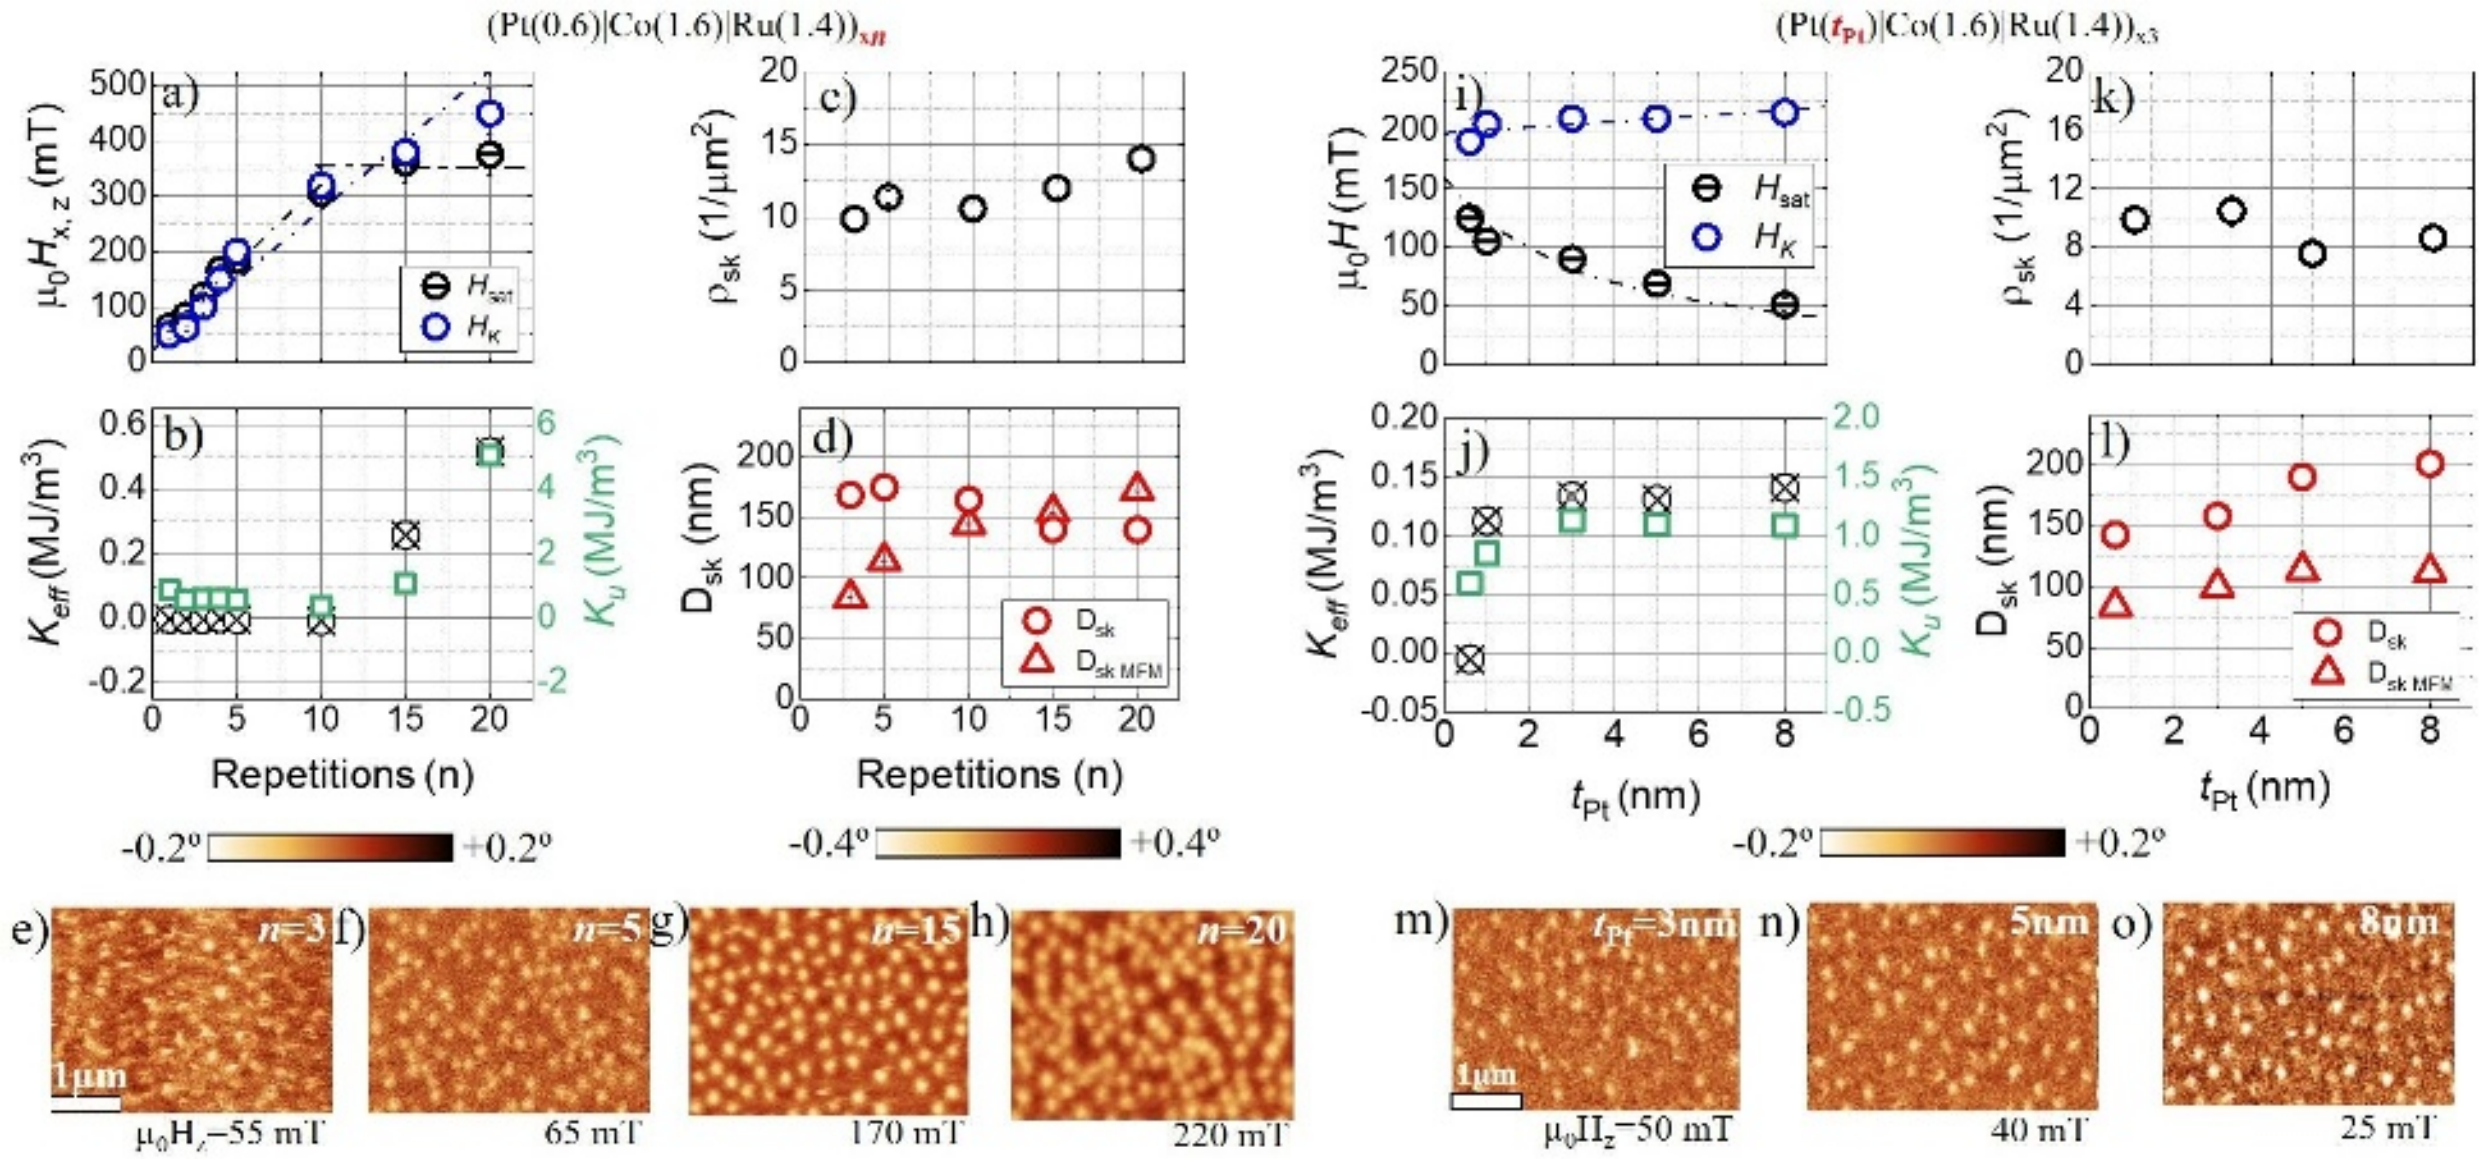 (Pt(0.6)|Co(1.6)|Ru(1.4))xn
(Pt(tPt)|Co(1.6)|Ru(1.4))x3
a)
500
400
300
200
100
0
μ0Hx, z (mT)
Hsat
HK
c)
20
15
10
5
0
ρsk (1/μm2)
i)
250
200
150
100
50
0
μ0H (mT)
Hsat
HK
k)
20
16
12
8
4
0
ρsk (1/μm2)
b)
0.6
0.4
0.2
0.0
-0.2
Keff (MJ/m3)
6
4
2
0
-2
Ku (MJ/m3)
0 5 10 15 20
Repetitions (n)
d)
200
150
100
50
0
Dsk (nm)
Dsk
Dsk MFM
0 5 10 15 20
Repetitions (n)
j)
0.20
0.15
0.10
0.05
0.00
-0.05
Keff (MJ/m3)
2.0
1.5
1.0
0.5
0.0
-0.5
Ku (MJ/m3)
0 2 4 6 8
tPt (nm)
l)
200
150
100
50
0
Dsk (nm)
Dsk
Dsk MFM
0 2 4 6 8
tPt (nm)
-0.2º +0.2º
-0.4º +0.4º
-0.2º +0.2º
e) n=3
1μm
μ0Hz=55 mT
f) n=5
65 mT
g) n=15
170 mT
h) n=20
220 mT
m) tPt=3nm
1μm
μ0Hz=50 mT
n) 5nm
40 mT
o) 8nm
25 mT